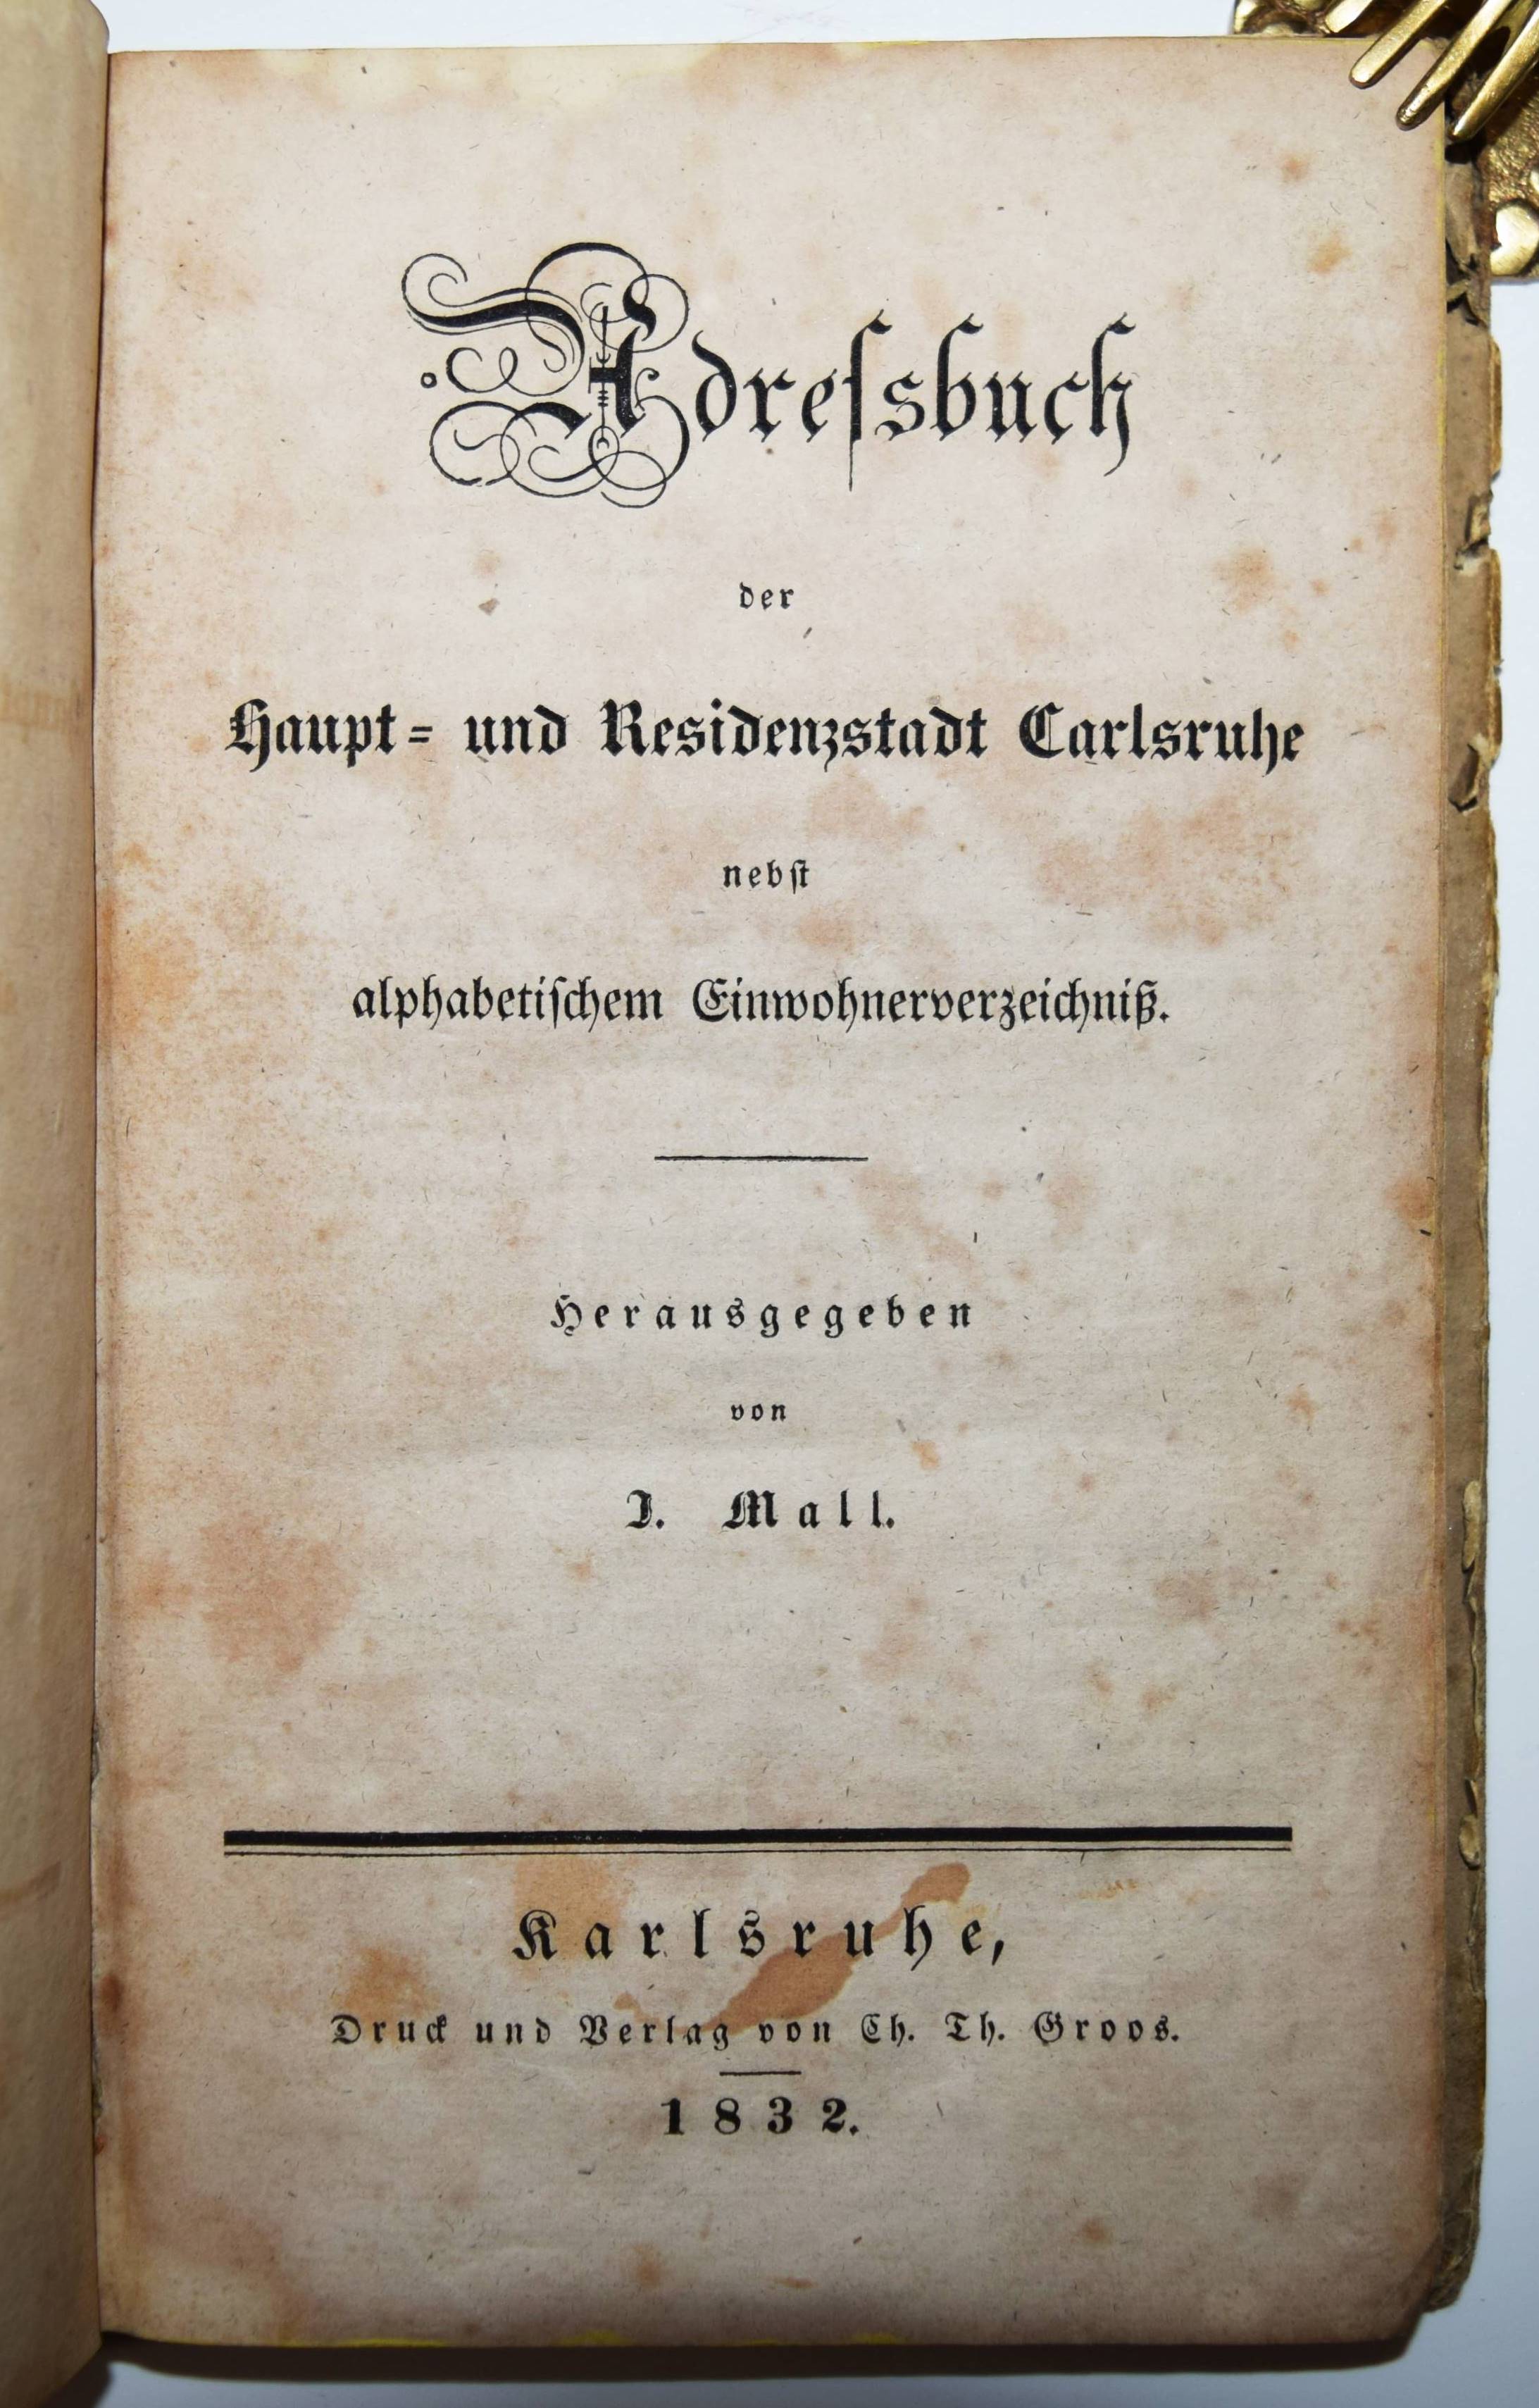 Adreſsbuch
der
Haupt= und Residenzstadt Carlsruhe
nebſt
alphabetiſchem Einwohnerverzeichniß.
Herausgegeben
von
J. Mall.
Karlsruhe,
Druck und Verlag von Ch. Th. Groos.
1832.